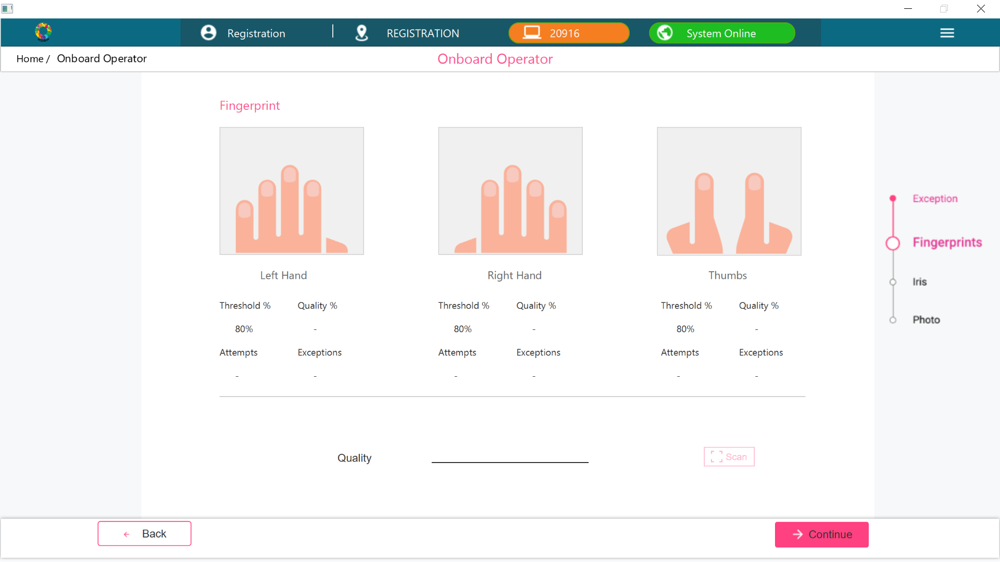 MOSIP
Registration
REGISTRATION
20916
System Online
Home / Onboard Operator
Onboard Operator
Fingerprint
Left Hand
Right Hand
Thumbs
Threshold % Quality %
80% -
Attempts Exceptions
- -
Threshold % Quality %
80% -
Attempts Exceptions
- -
Threshold % Quality %
80% -
Attempts Exceptions
- -
Exception
Fingerprints
Iris
Photo
Quality
Scan
Back
Continue